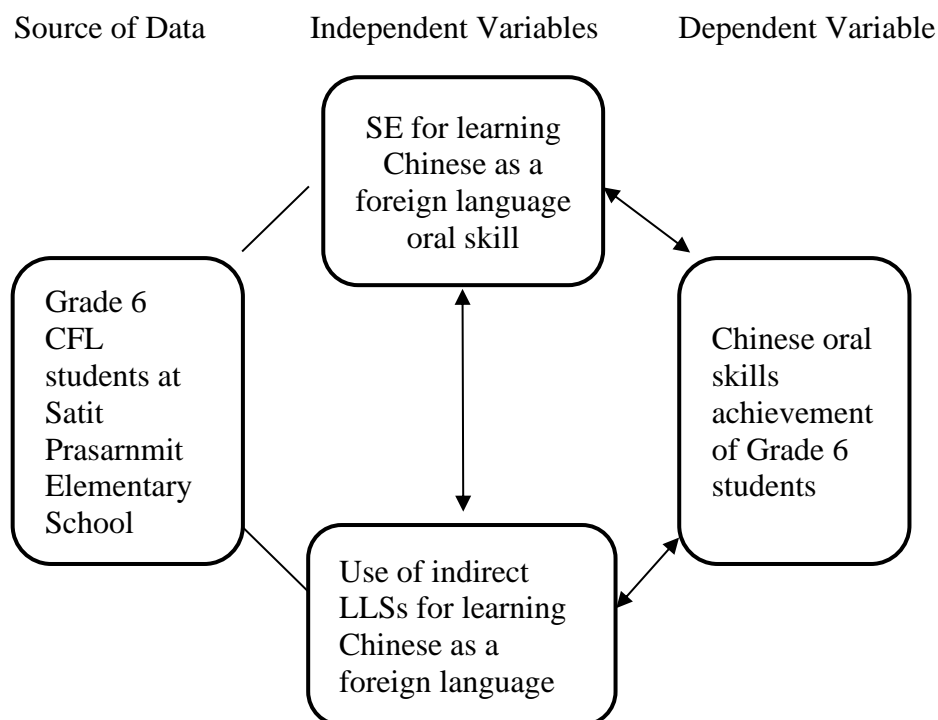 Source of Data
Independent Variables
Dependent Variable
SE for learning
Chinese as a
foreign language
oral skill
Grade 6
CFL
students at
Satit
Prasarnmit
Elementary
School
Chinese oral
skills
achievement
of Grade 6
students
Use of indirect
LLSs for learning
Chinese as a
foreign language